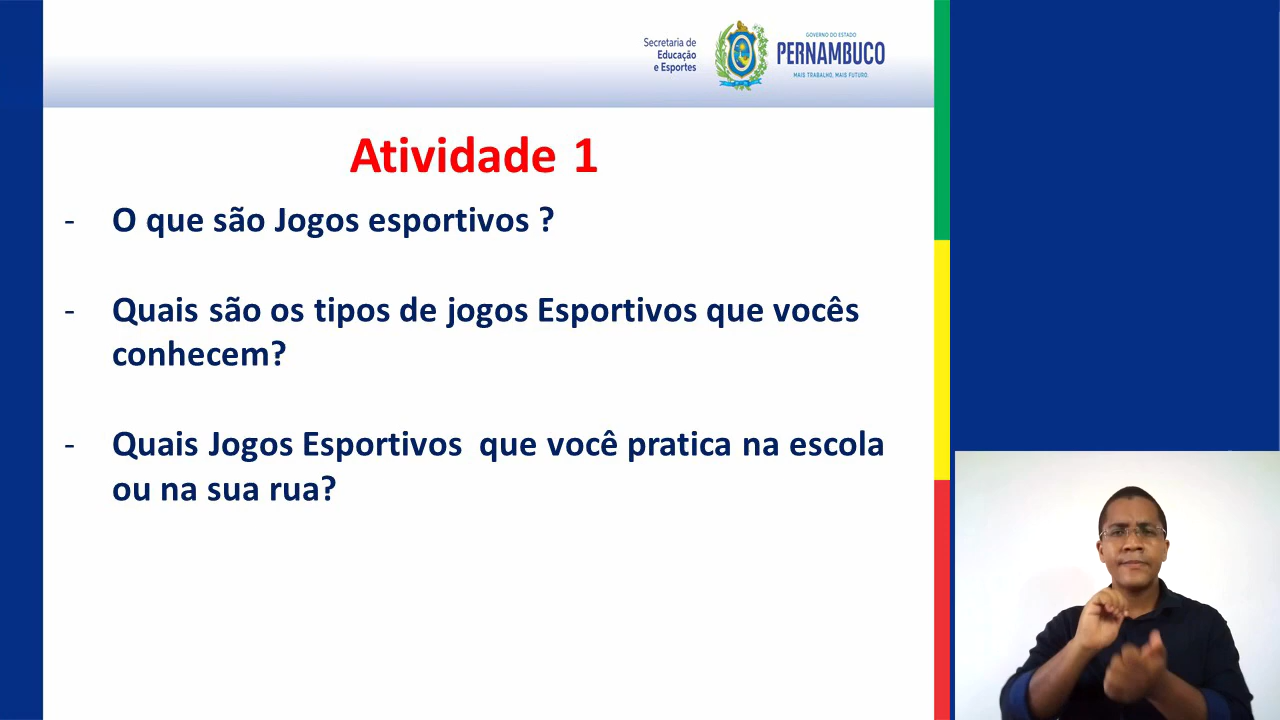 Secretaria de
Educação
e Esportes
GOVERNO DO ESTADO
PERNAMBUCO
MAIS TRABALHO, MAIS FUTURO.
Atividade 1
- O que são Jogos esportivos ?
- Quais são os tipos de jogos Esportivos que vocês
conhecem?
- Quais Jogos Esportivos que você pratica na escola
ou na sua rua?